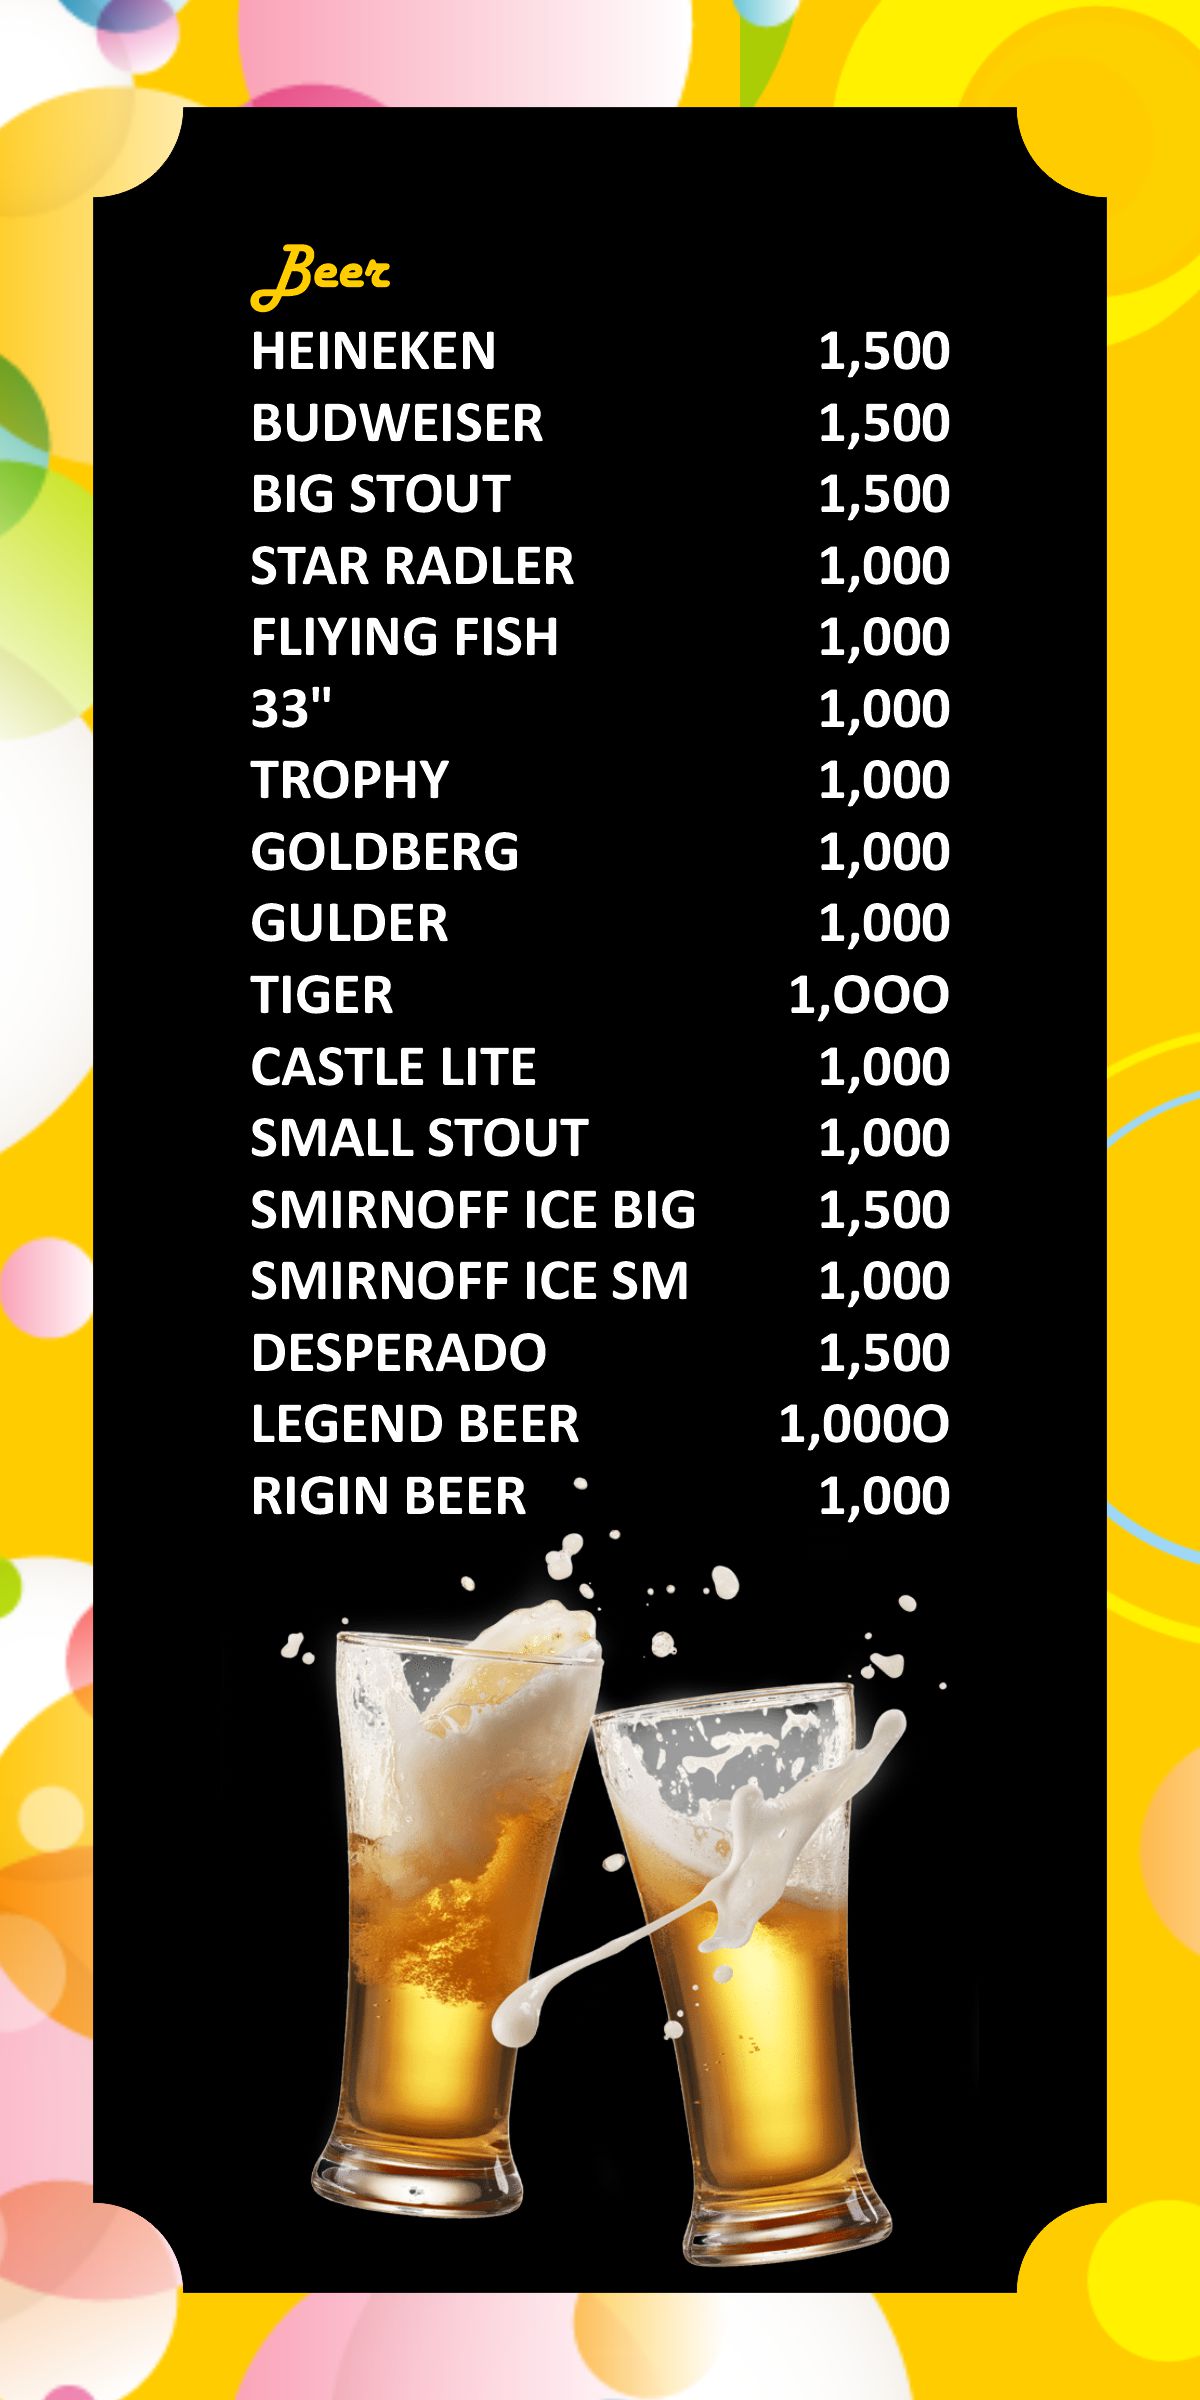 Beer
HEINEKEN 1,500
BUDWEISER 1,500
BIG STOUT 1,500
STAR RADLER 1,000
FLIYING FISH 1,000
33" 1,000
TROPHY 1,000
GOLDBERG 1,000
GULDER 1,000
TIGER 1,OOO
CASTLE LITE 1,000
SMALL STOUT 1,000
SMIRNOFF ICE BIG 1,500
SMIRNOFF ICE SM 1,000
DESPERADO 1,500
LEGEND BEER 1,000O
RIGIN BEER 1,000